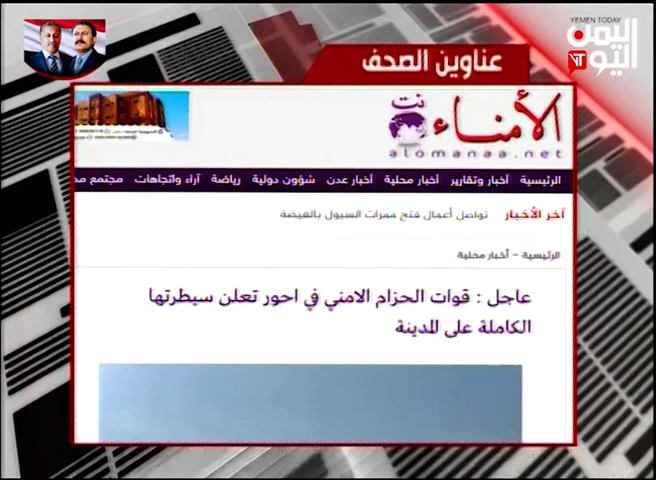 YEMEN TODAY
اليمن
اليوم
عناوين الصحف
الأمناء نت
alomanaa.net
الرئيسية أخبار وتقارير أخبار محلية أخبار عدن شؤون دولية رياضة آراء واتجاهات مجتمع مد
آخر الأخبار تواصل أعمال فتح ممرات السيول بالغيضة
الرئيسية - أخبار محلية
عاجل : قوات الحزام الامني في احور تعلن سيطرتها
الكاملة على المدينة